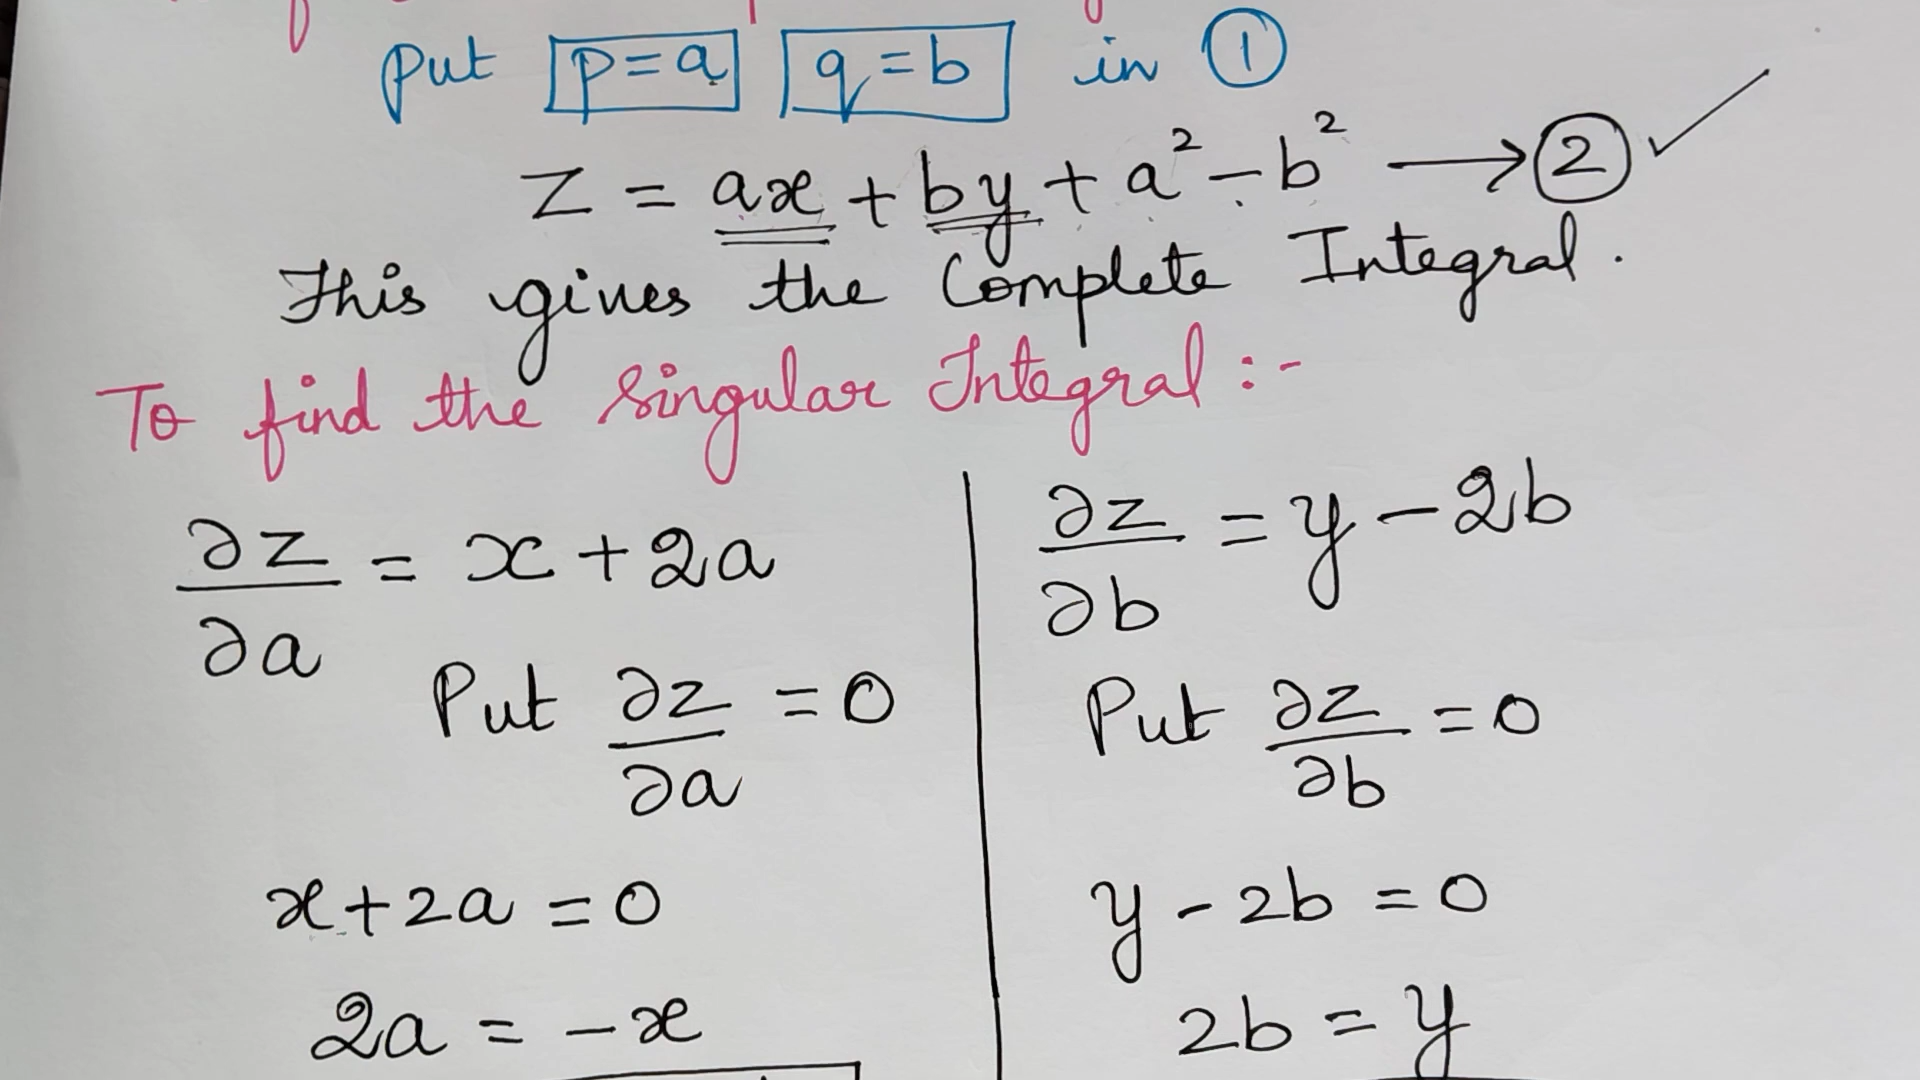 Put p=a q=b in ①
z = ax + by + a² - b² → ②
This gives the Complete Integral.
To find the Singular Integral :-
∂z/∂a = x + 2a
Put ∂z/∂a = 0
x + 2a = 0
2a = -x
∂z/∂b = y - 2b
Put ∂z/∂b = 0
y - 2b = 0
2b = y